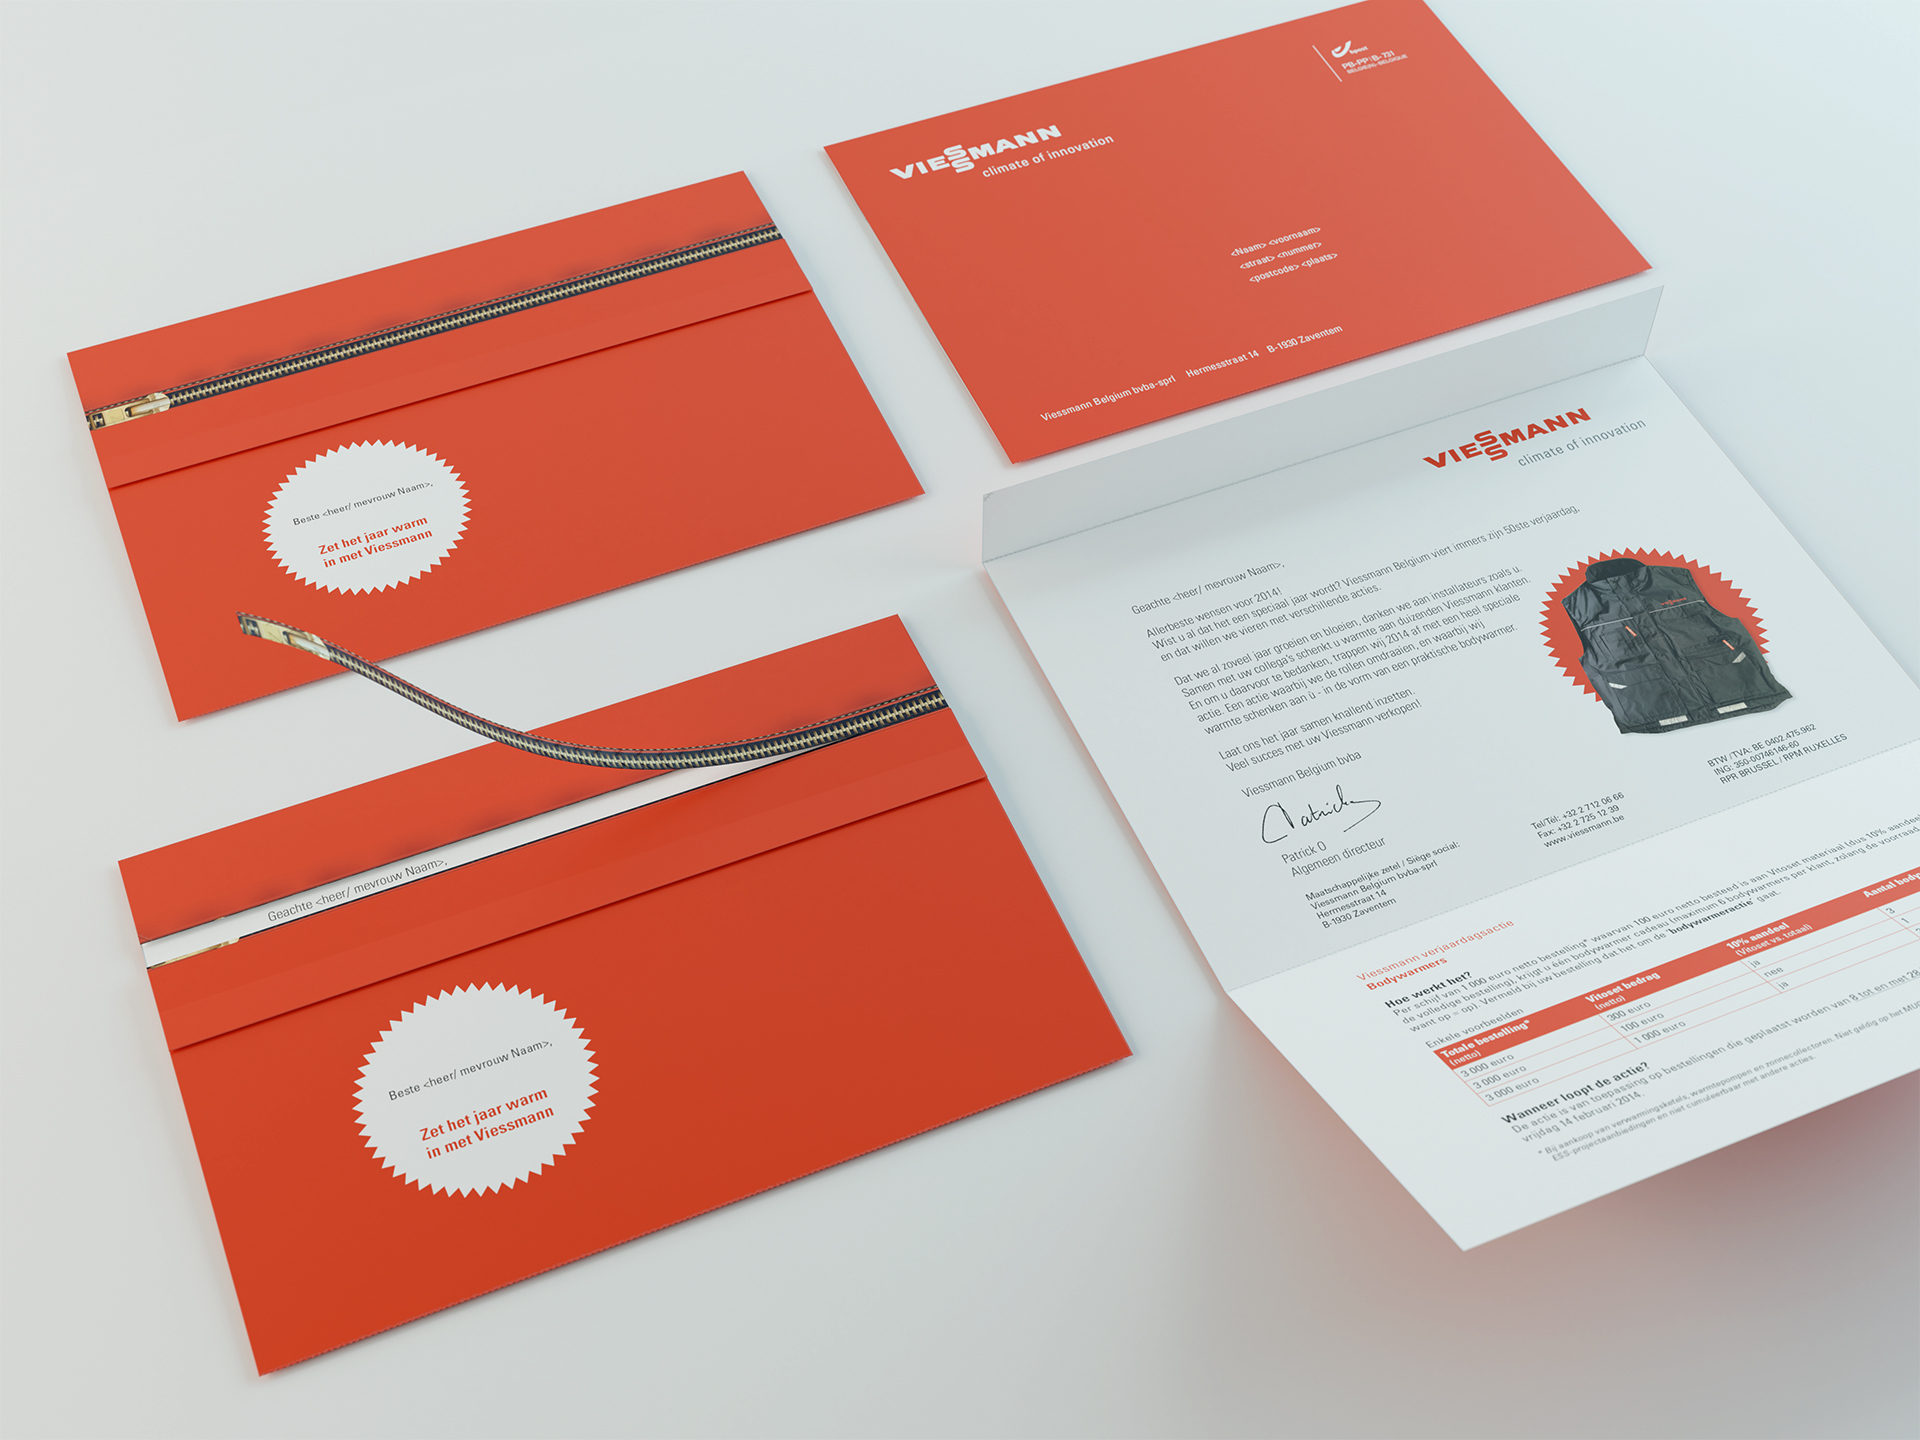 Beste <heer/ mevrouw Naam>,
Zet het jaar warm
in met Viessmann
VIESSMANN
climate of innovation
bpost
PB-PP | B-731
BELGIE(N)-BELGIQUE
<Naam> <voornaam>
<straat> <nummer>
<postcode> <plaats>
Viessmann Belgium bvba-sprl Hermesstraat 14 B-1930 Zaventem
Geachte <heer/ mevrouw Naam>,
Beste <heer/ mevrouw Naam>,
Zet het jaar warm
in met Viessmann
VIESSMANN
climate of innovation
Geachte <heer/ mevrouw Naam>,
Allerbeste wensen voor 2014!
Wist u al dat het een speciaal jaar wordt? Viessmann Belgium viert immers zijn 50ste verjaardag,
en dat willen we vieren met verschillende acties.
Dat we al zoveel jaar groeien en bloeien, danken we aan installateurs zoals u.
Samen met uw collega's schenkt u warmte aan duizenden Viessmann klanten.
En om u daarvoor te bedanken, trappen wij 2014 af met een heel speciale
actie. Een actie waarbij we de rollen omdraaien, en waarbij wij
warmte schenken aan ù - in de vorm van een praktische bodywarmer.
Laat ons het jaar samen knallend inzetten.
Veel succes met uw Viessmann verkopen!
Viessmann Belgium bvba
Patrick O
Algemeen directeur
Maatschappelijke zetel / Siège social:
Viessmann Belgium bvba-sprl
Hermesstraat 14
B-1930 Zaventem
Tel/Tél: +32 2 712 06 66
Fax: +32 2 725 12 39
www.viessmann.be
BTW / TVA: BE 0402.475.962
ING: 350-00746146-60
RPR BRUSSEL / RPM RUXELLES
Viessmann verjaardagsactie
Bodywarmers
Hoe werkt het?
Per schijf van 1 000 euro netto bestelling* waarvan 100 euro netto besteed is aan Vitoset materiaal (dus 10% aandeel
de volledige bestelling), krijgt u één bodywarmer cadeau (maximum 6 bodywarmers per klant, zolang de voorraad
want op = op). Vermeld bij uw bestelling dat het om de 'bodywarmeractie' gaat.
Enkele voorbeelden
Totale bestelling* Vitoset bedrag 10% aandeel Aantal body
(netto) (netto) (Vitoset vs. totaal)
3 000 euro 300 euro ja 3
3 000 euro 100 euro nee 1
3 000 euro 1 000 euro ja
Wanneer loopt de actie?
De actie is van toepassing op bestellingen die geplaatst worden van 8 tot en met 28
vrijdag 14 februari 2014.
* Bij aankoop van verwarmingsketels, warmtepompen en zonnecollectoren. Niet geldig op het
ESS-projectaanbiedingen en niet cumuleerbaar met andere acties.